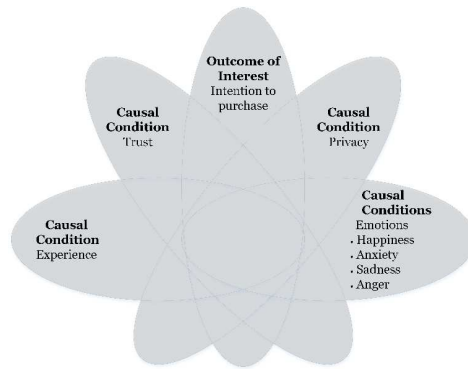 Outcome of
Interest
Intention to
purchase
Causal
Condition
Trust
Causal
Condition
Privacy
Causal
Condition
Experience
Causal
Conditions
Emotions
• Happiness
• Anxiety
• Sadness
• Anger